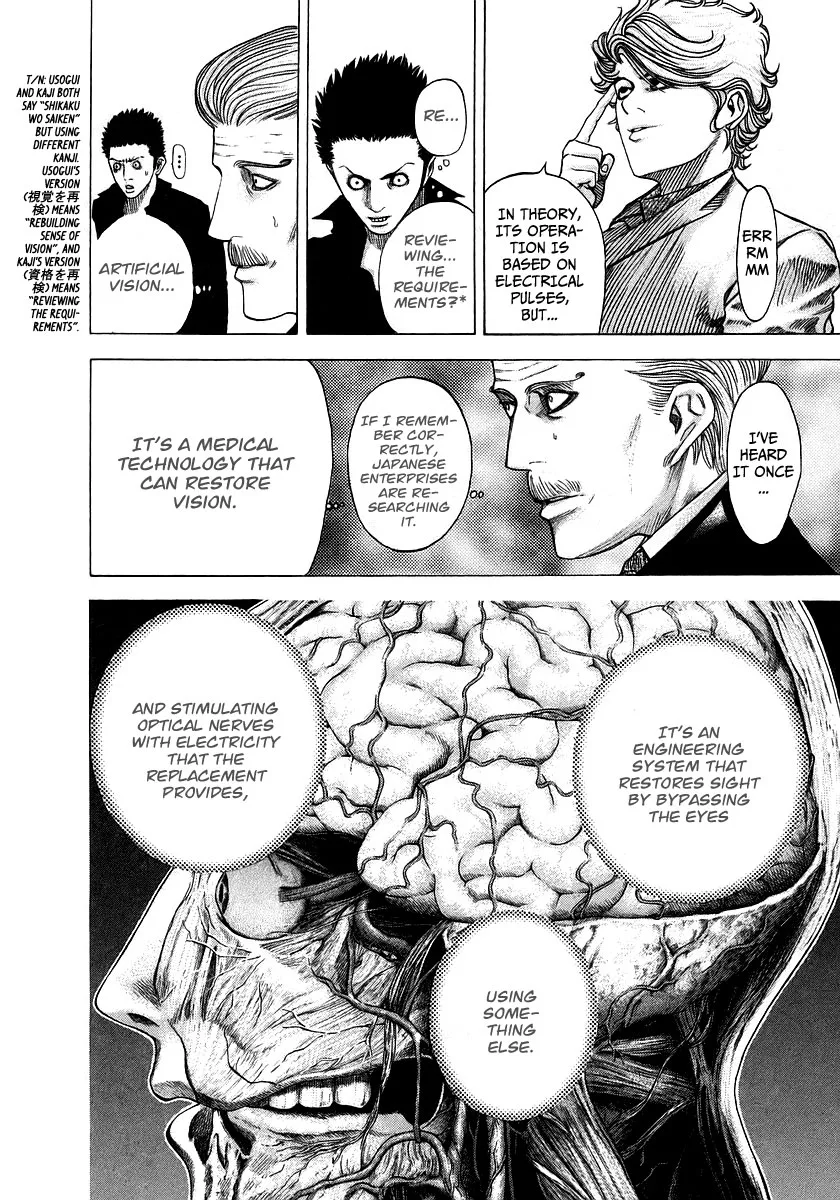 ERR
RM
MM
IN THEORY,
ITS OPERA-
TION IS
BASED ON
ELECTRICAL
PULSES,
BUT...
RE...
REVIE-
WING...
THE
REQUIRE-
MENTS?*
...
ARTIFICIAL
VISION...
T/N: USOGUI
AND KAJI BOTH
SAY "SHIKAKU
WO SAIKEN"
BUT USING
DIFFERENT
KANJI.
USOGUI'S
VERSION
(視覚を再
検) MEANS
"REBUILDING
SENSE OF
VISION", AND
KAJI'S VERSION
(資格を再
検) MEANS
"REVIEWING
THE REQUI-
REMENTS".
I'VE
HEARD
IT ONCE
...
IF I REMEM-
BER COR-
RECTLY,
JAPANESE
ENTERPRISES
ARE RE-
SEARCHING
IT.
IT'S A MEDICAL
TECHNOLOGY THAT
CAN RESTORE
VISION.
IT'S AN
ENGINEERING
SYSTEM THAT
RESTORES SIGHT
BY BYPASSING
THE EYES
AND STIMULATING
OPTICAL NERVES
WITH ELECTRICITY
THAT THE
REPLACEMENT
PROVIDES,
USING
SOME-
THING
ELSE.